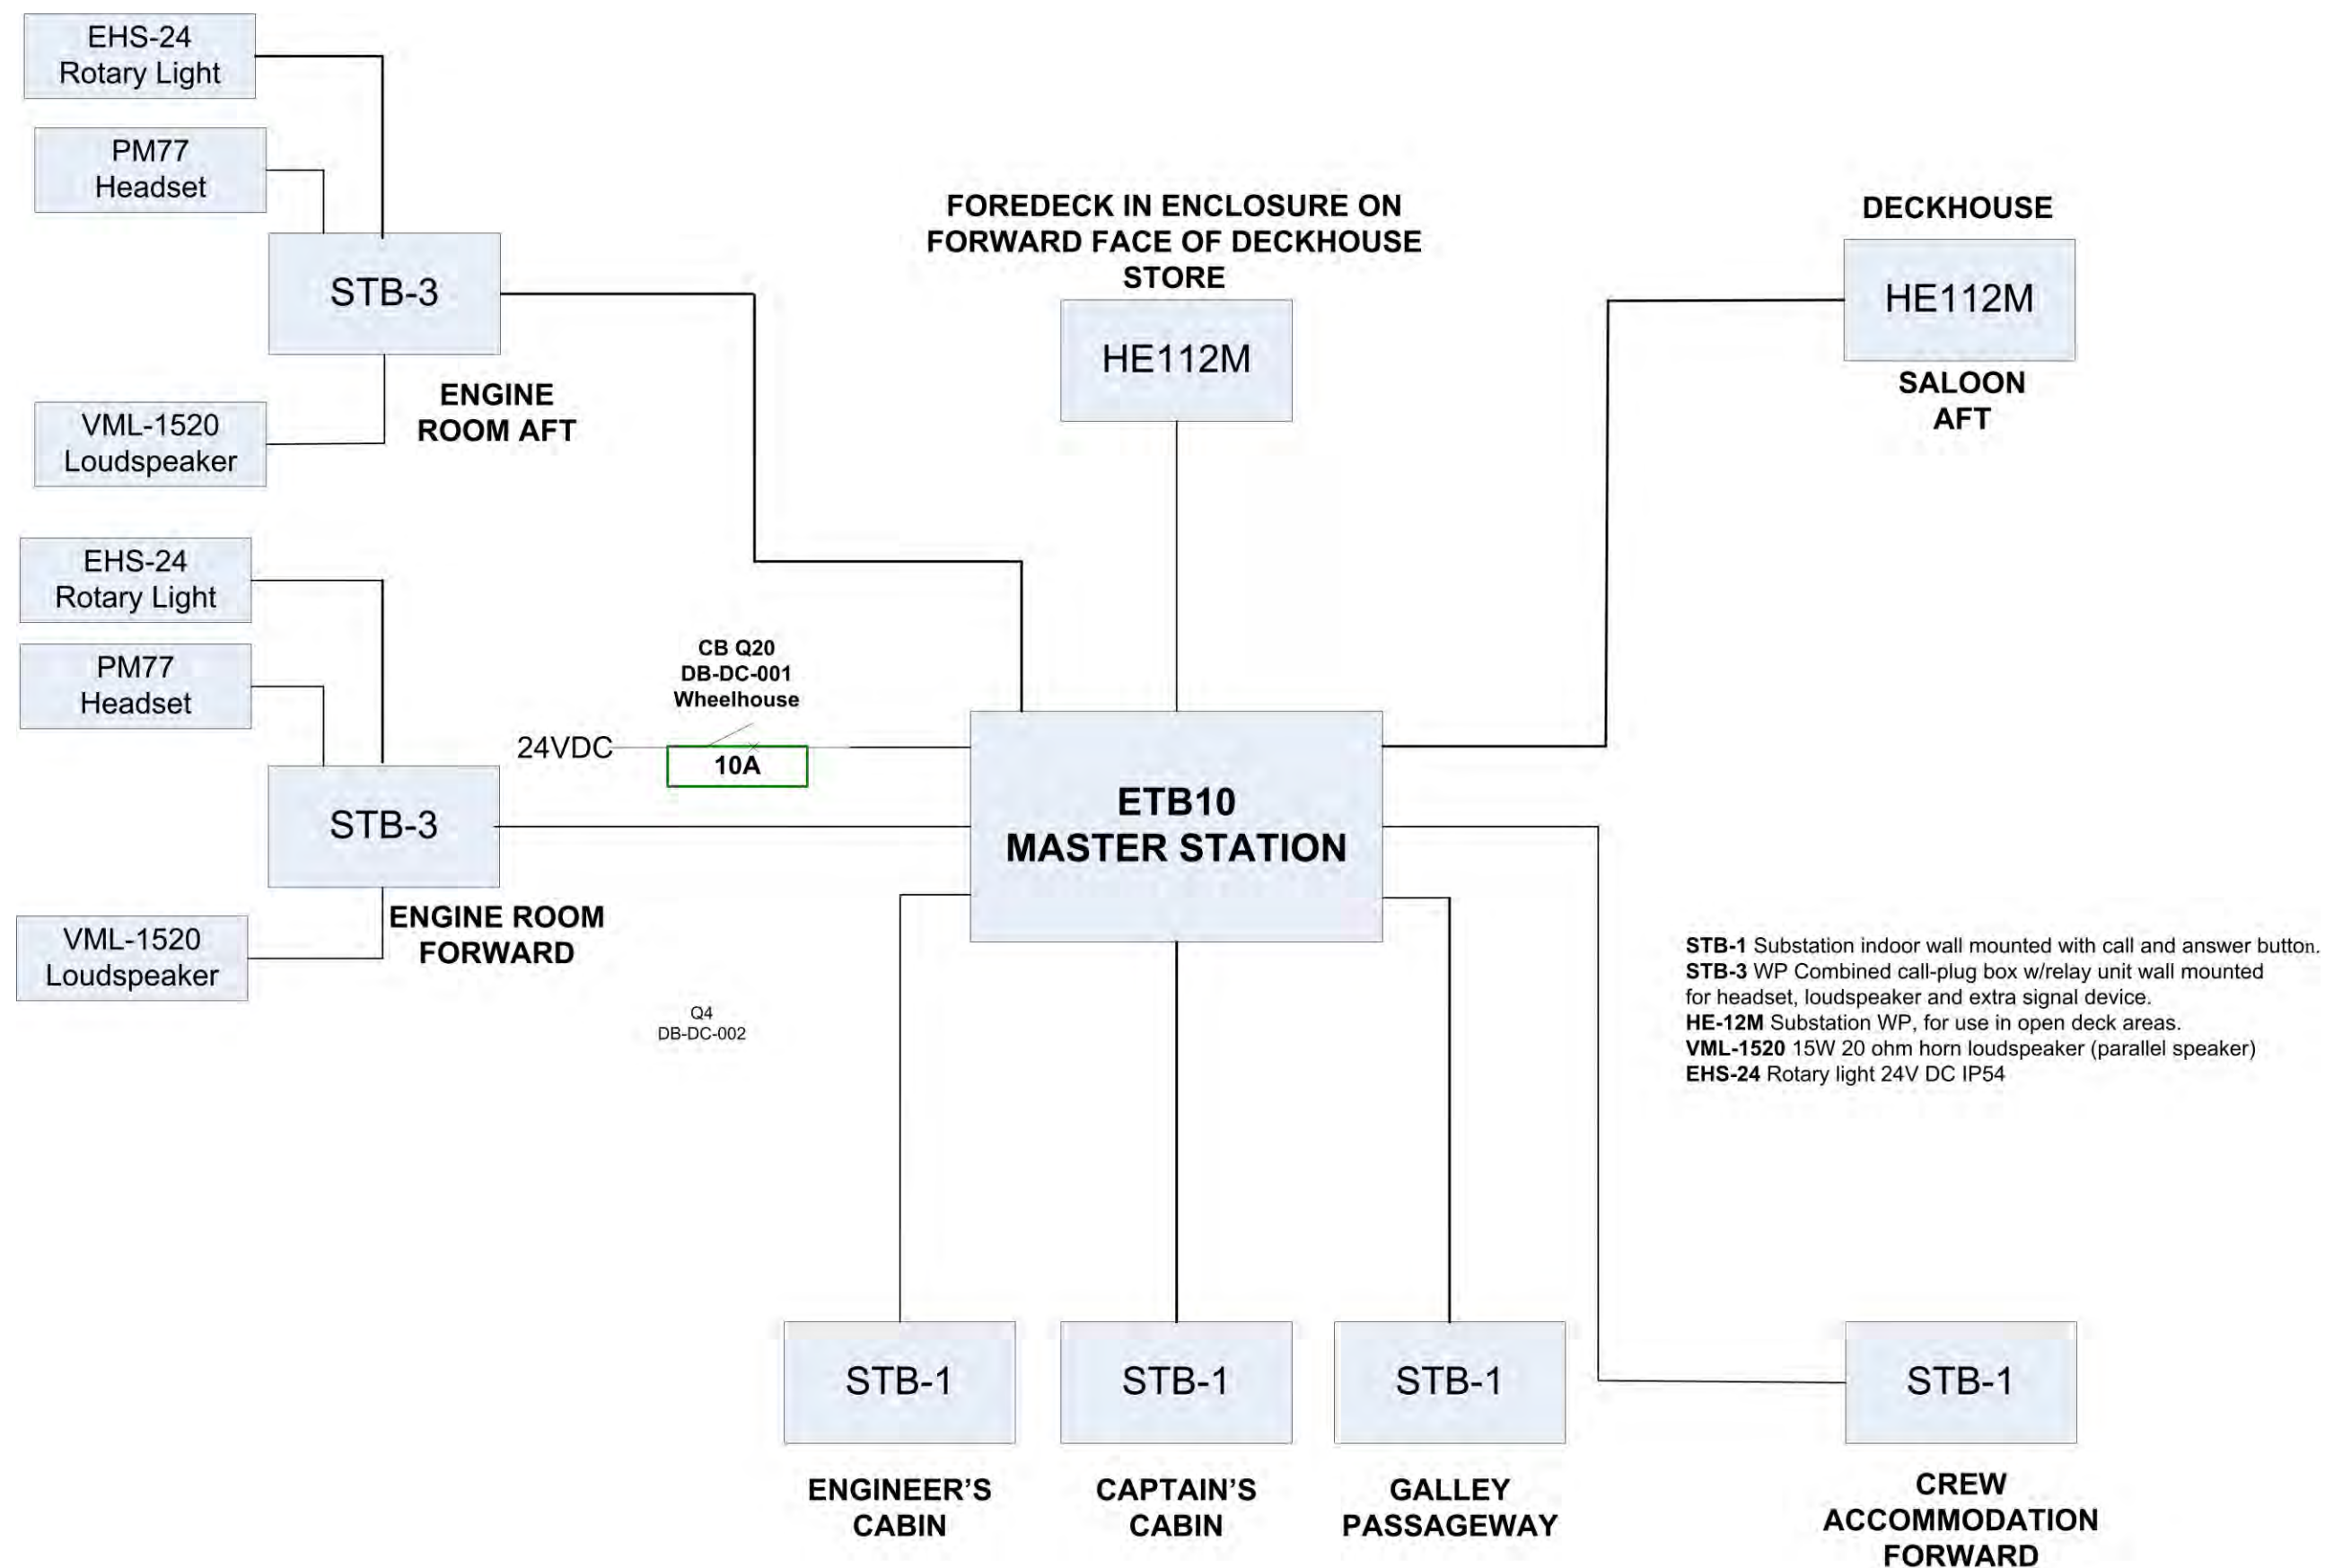 EHS-24
Rotary Light
PM77
Headset
STB-3
VML-1520
Loudspeaker
ENGINE
ROOM AFT
FOREDECK IN ENCLOSURE ON
FORWARD FACE OF DECKHOUSE
STORE
HE112M
DECKHOUSE
HE112M
SALOON
AFT
EHS-24
Rotary Light
PM77
Headset
STB-3
VML-1520
Loudspeaker
ENGINE ROOM
FORWARD
CB Q20
DB-DC-001
Wheelhouse
24VDC
10A
ETB10
MASTER STATION
Q4
DB-DC-002
STB-1 Substation indoor wall mounted with call and answer button.
STB-3 WP Combined call-plug box w/relay unit wall mounted
for headset, loudspeaker and extra signal device.
HE-12M Substation WP, for use in open deck areas.
VML-1520 15W 20 ohm horn loudspeaker (parallel speaker)
EHS-24 Rotary light 24V DC IP54
STB-1
ENGINEER’S
CABIN
STB-1
CAPTAIN’S
CABIN
STB-1
GALLEY
PASSAGEWAY
STB-1
CREW
ACCOMMODATION
FORWARD